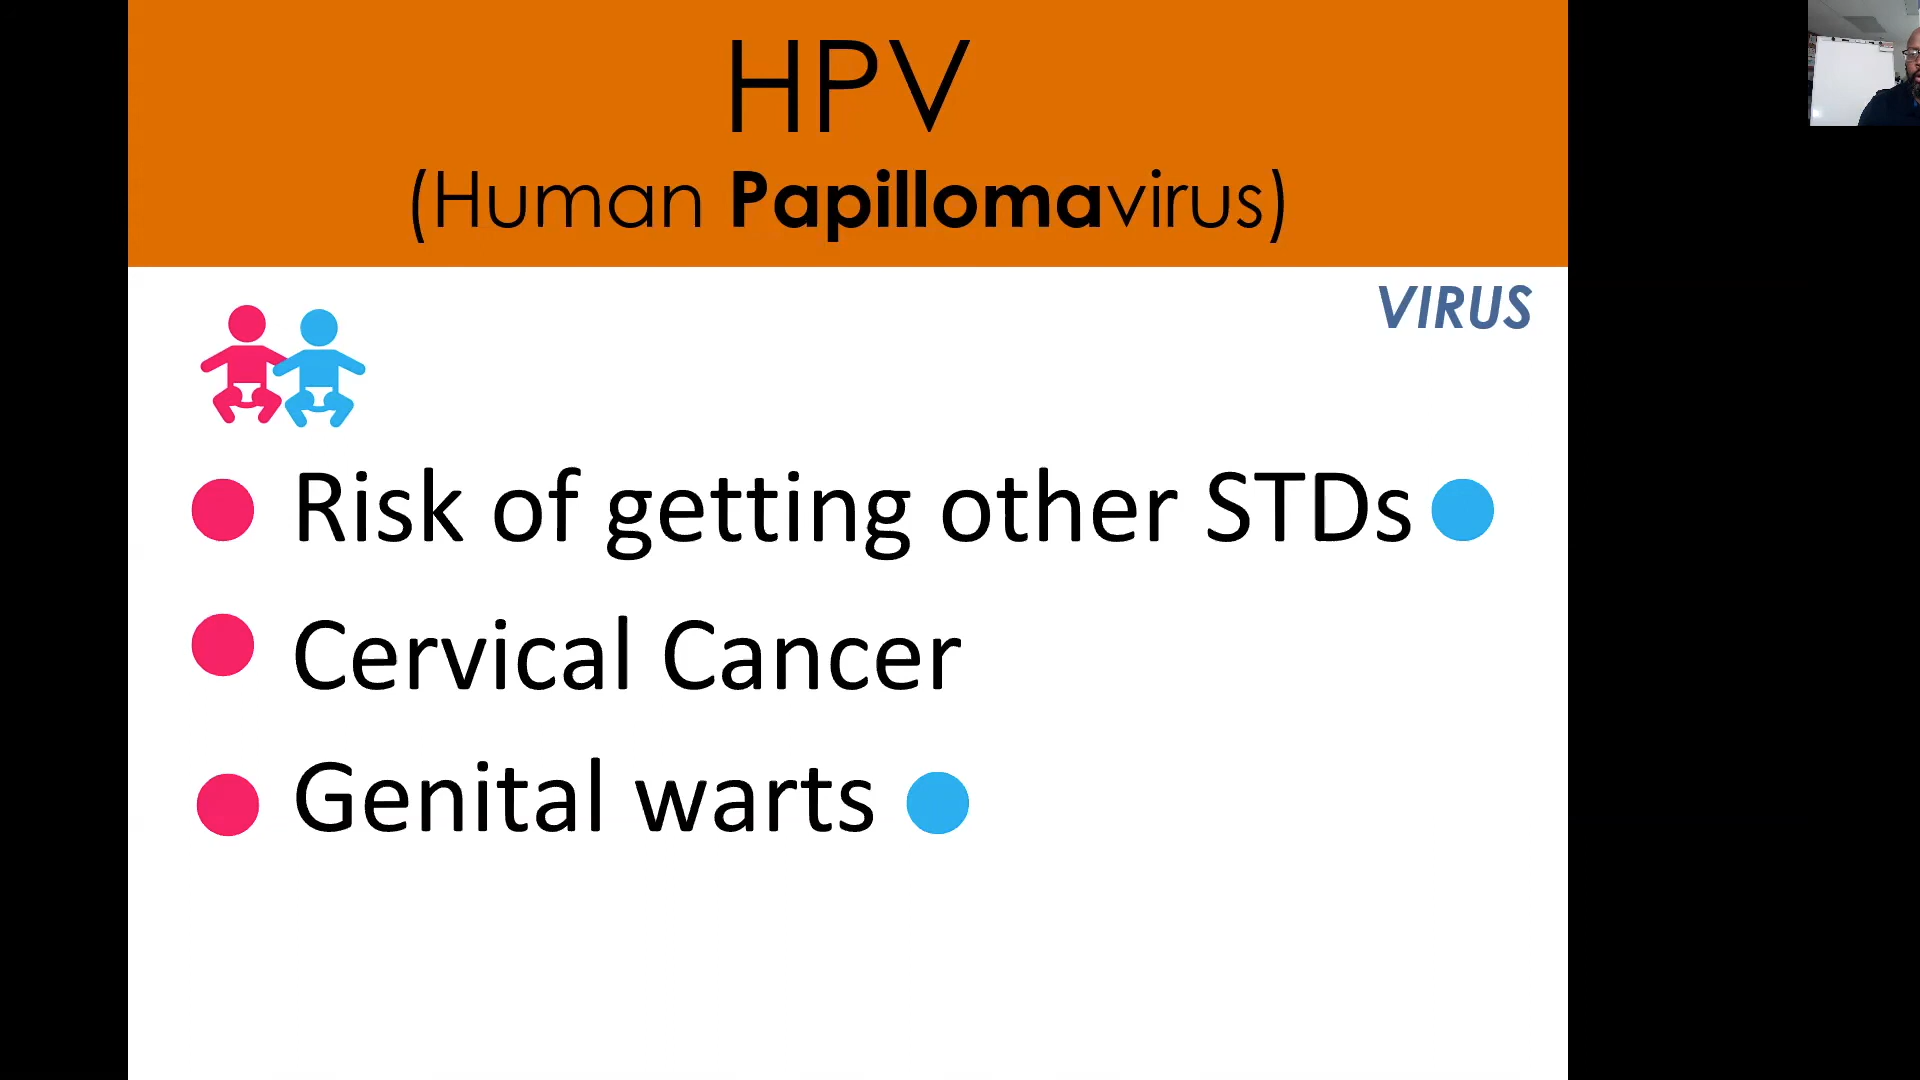 HPV
(Human Papillomavirus)
VIRUS
Risk of getting other STDs
Cervical Cancer
Genital warts